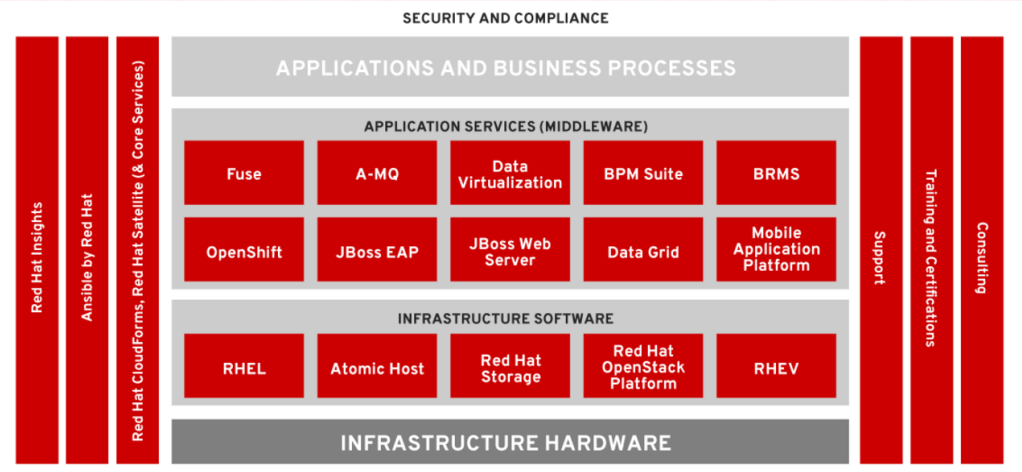 SECURITY AND COMPLIANCE
Red Hat Insights
Ansible by Red Hat
Red Hat CloudForms, Red Hat Satellite (& Core Services)
APPLICATIONS AND BUSINESS PROCESSES
APPLICATION SERVICES (MIDDLEWARE)
Fuse
A-MQ
Data
Virtualization
BPM Suite
BRMS
OpenShift
JBoss EAP
JBoss Web
Server
Data Grid
Mobile
Application
Platform
INFRASTRUCTURE SOFTWARE
RHEL
Atomic Host
Red Hat
Storage
Red Hat
OpenStack
Platform
RHEV
INFRASTRUCTURE HARDWARE
Support
Training and Certifications
Consulting